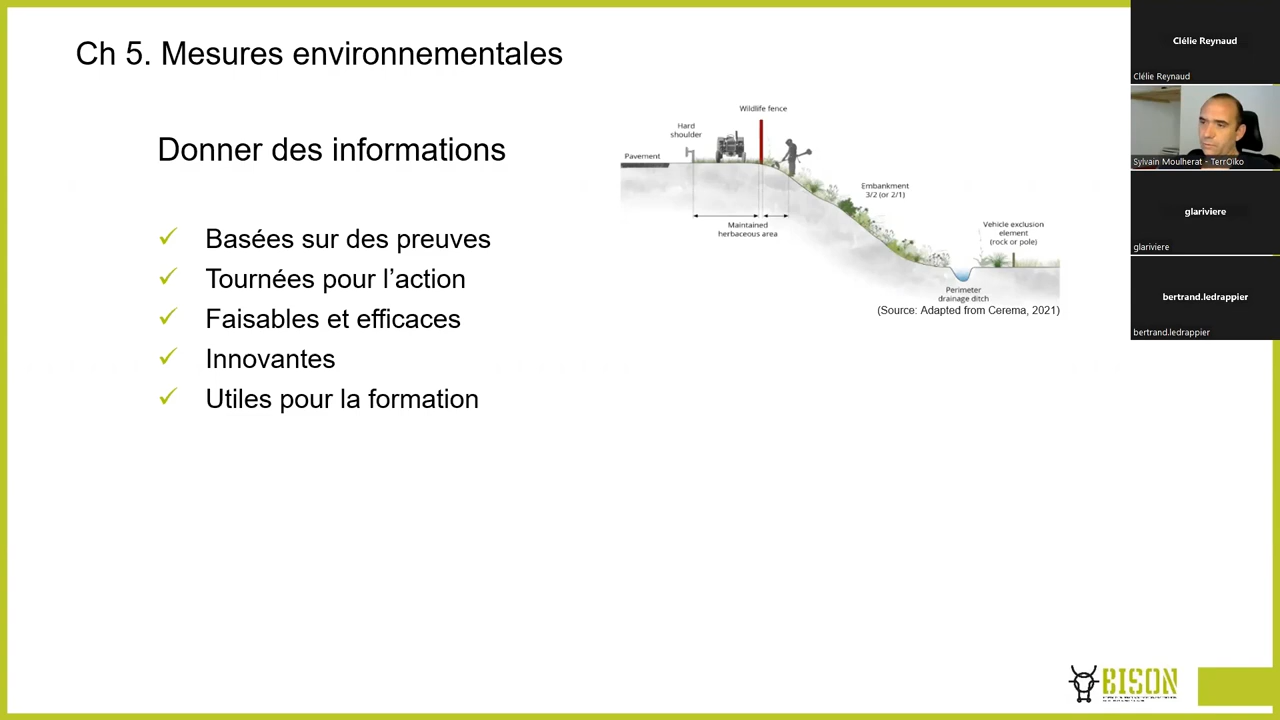 Ch 5. Mesures environnementales
Donner des informations
Basées sur des preuves
Tournées pour l’action
Faisables et efficaces
Innovantes
Utiles pour la formation
Wildlife fence
Hard
shoulder
Pavement
Maintained
herbaceous area
Embankment
3/2 (or 2/1)
Vehicle exclusion
element
(rock or pole)
Perimeter
drainage ditch
(Source: Adapted from Cerema, 2021)
Clélie Reynaud
Clélie Reynaud
Sylvain Moulherat - TerrOïko
glariviere
glariviere
bertrand.ledrappier
bertrand.ledrappier
BISON